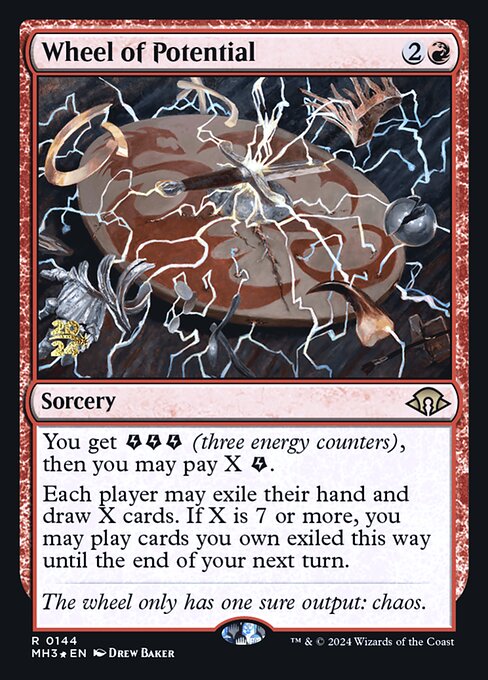 Wheel of Potential 2
Sorcery
You get (three energy counters),
then you may pay X .
Each player may exile their hand and
draw X cards. If X is 7 or more, you
may play cards you own exiled this way
until the end of your next turn.
The wheel only has one sure output: chaos.
R 0144
MH3★EN DREW BAKER
™ & © 2024 Wizards of the Coast